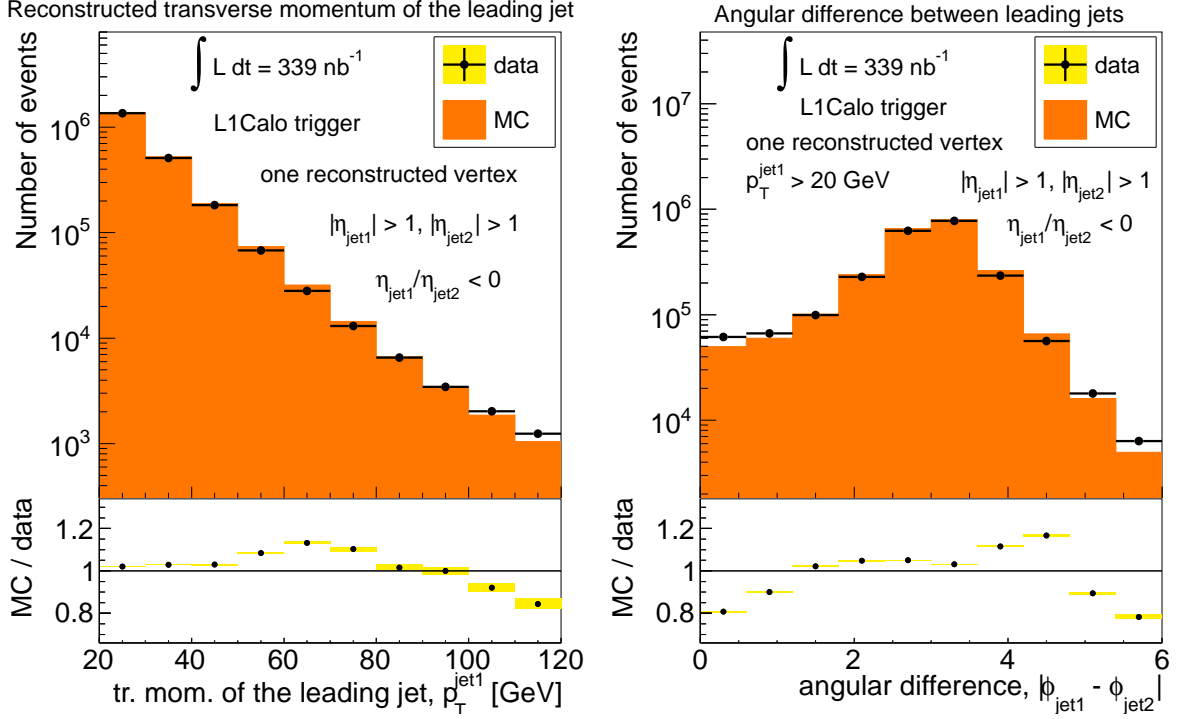 Reconstructed transverse momentum of the leading jet
∫ L dt = 339 nb⁻¹
data
MC
L1Calo trigger
one reconstructed vertex
|η_jet1| > 1, |η_jet2| > 1
η_jet1/η_jet2 < 0
Number of events
10⁶
10⁵
10⁴
10³
MC / data
1.2
1
0.8
20 40 60 80 100 120
tr. mom. of the leading jet, p_T^jet1 [GeV]
Angular difference between leading jets
∫ L dt = 339 nb⁻¹
data
MC
L1Calo trigger
one reconstructed vertex
p_T^jet1 > 20 GeV
|η_jet1| > 1, |η_jet2| > 1
η_jet1/η_jet2 < 0
Number of events
10⁷
10⁶
10⁵
10⁴
MC / data
1.2
1
0.8
0 2 4 6
angular difference, |ϕ_jet1 - ϕ_jet2|